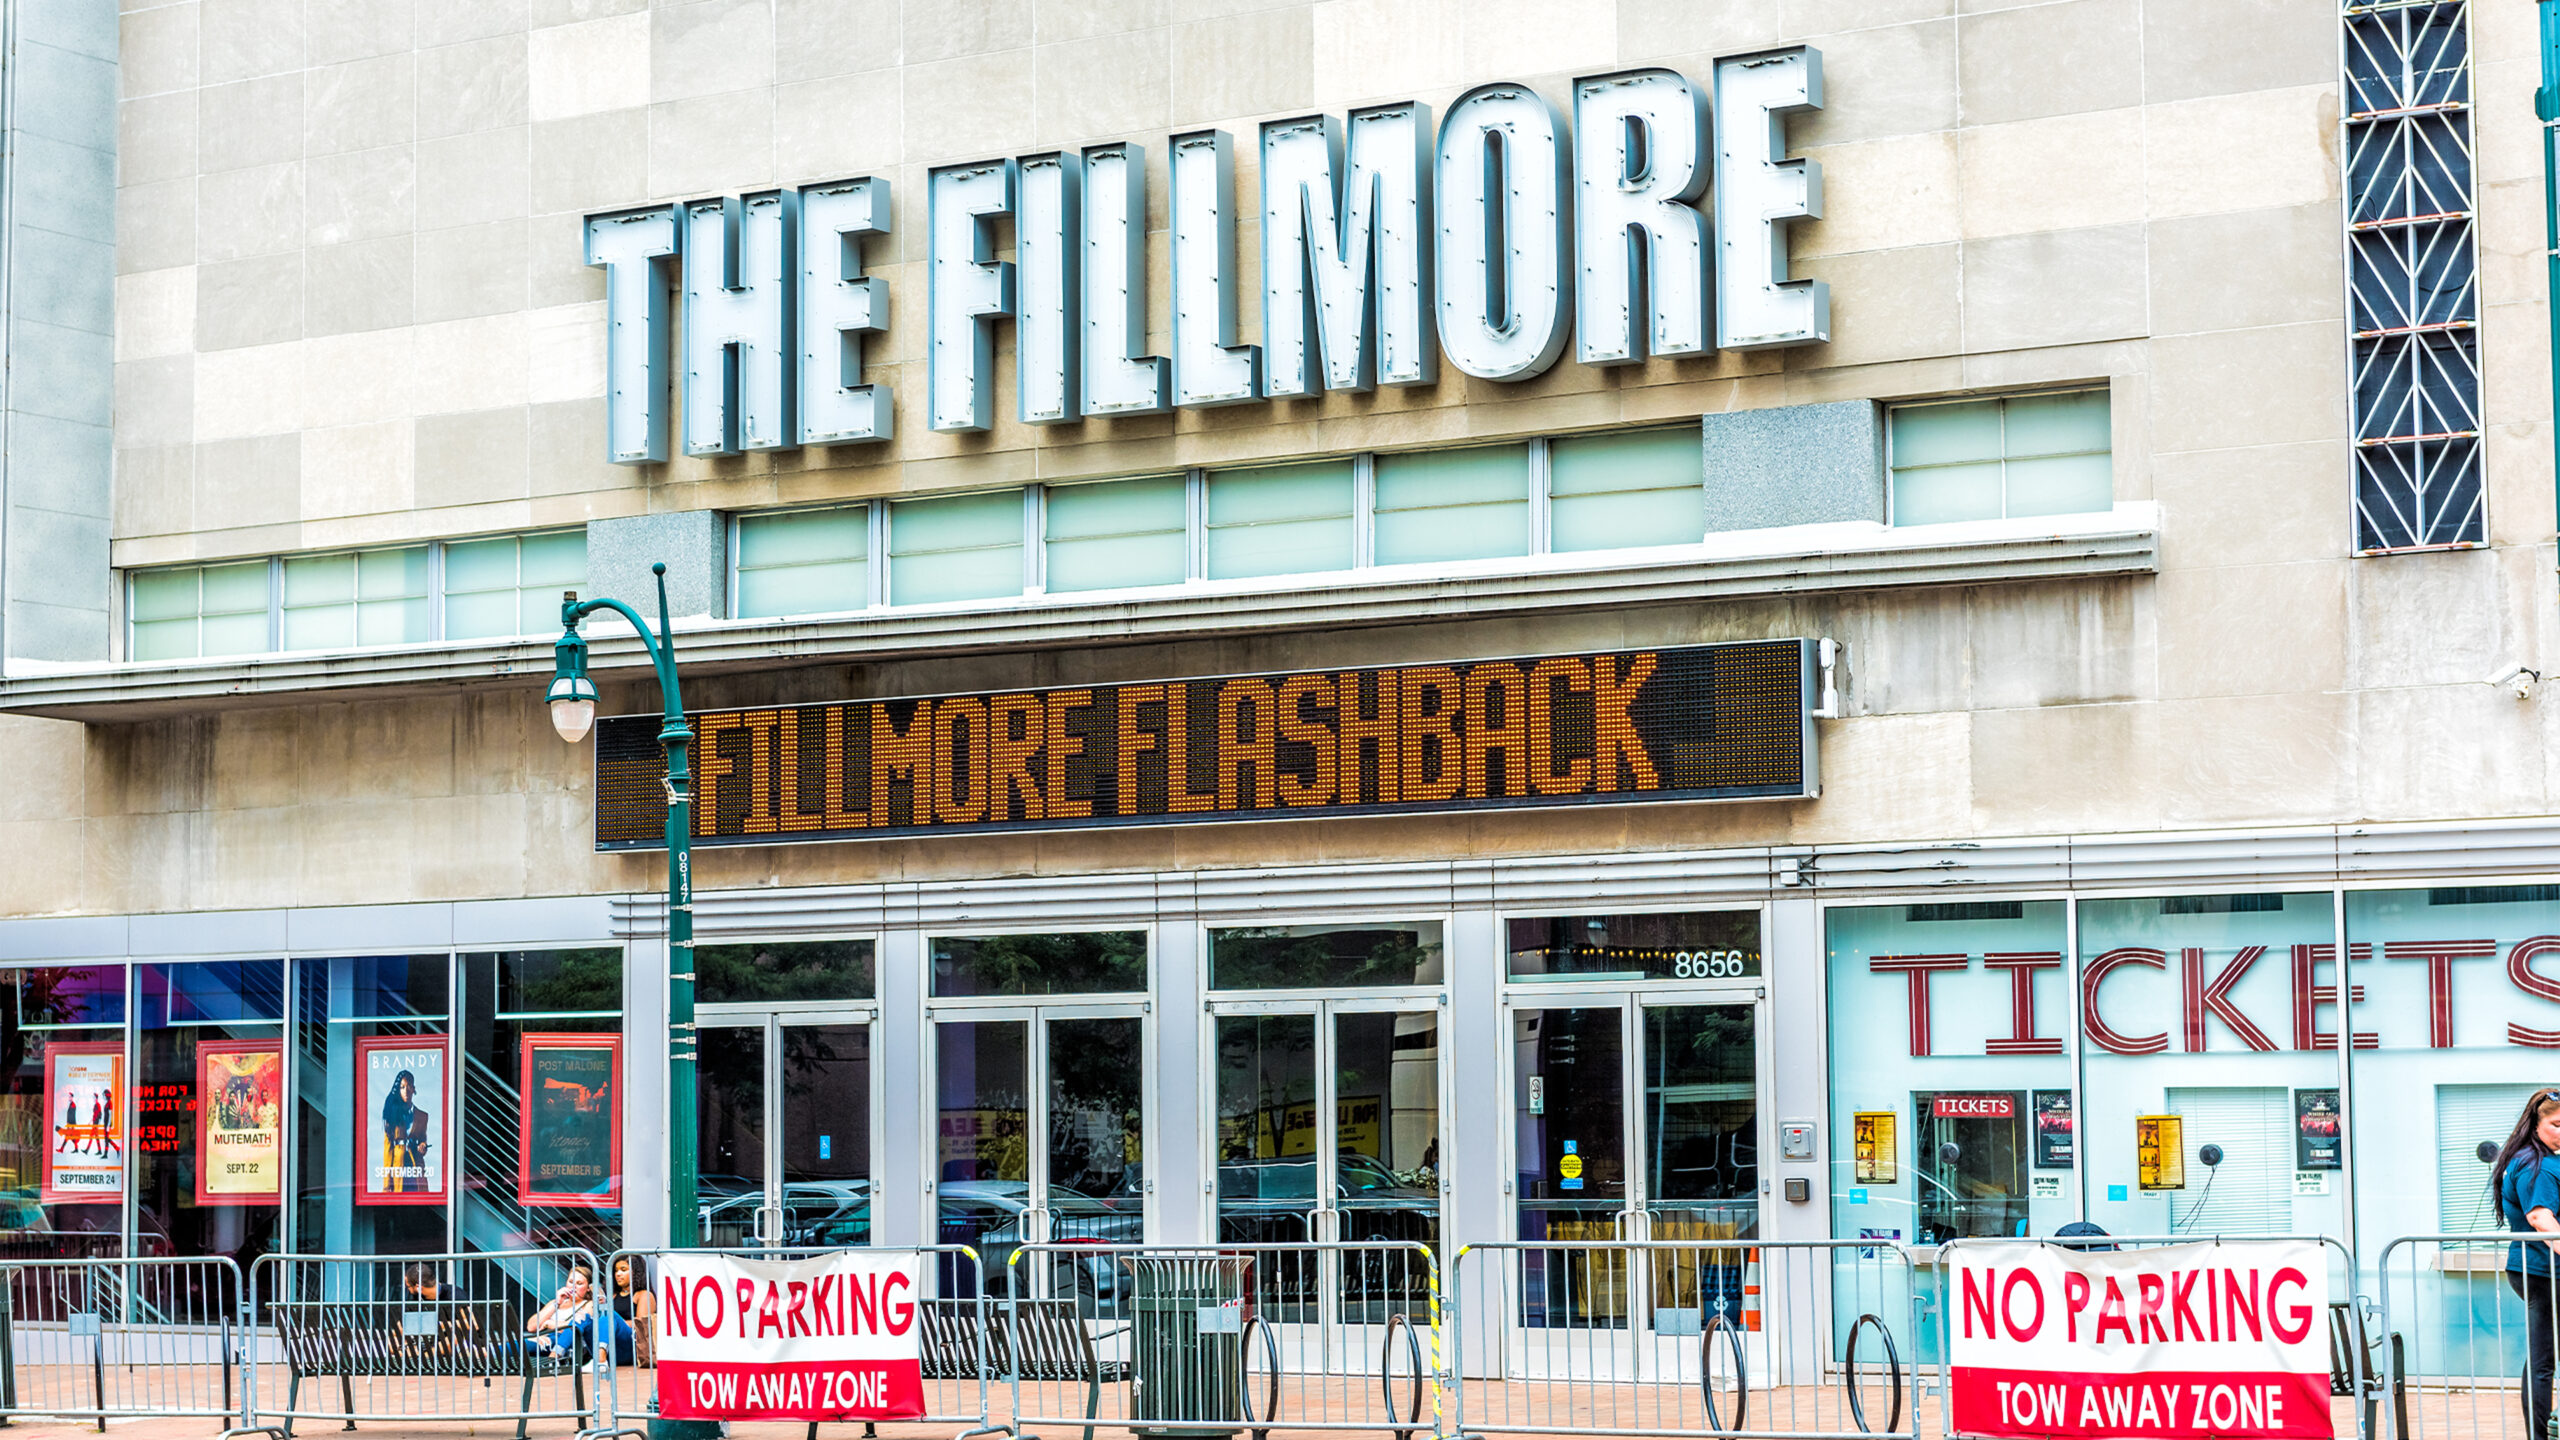 THE FILLMORE
FILLMORE FLASHBACK
08147
8656
TICKETS
TICKETS
SEPTEMBER 24
MUTEMATH
SEPT. 22
BRANDY
SEPTEMBER 20
POST MALONE
SEPTEMBER 16
NO PARKING
TOW AWAY ZONE
NO PARKING
TOW AWAY ZONE